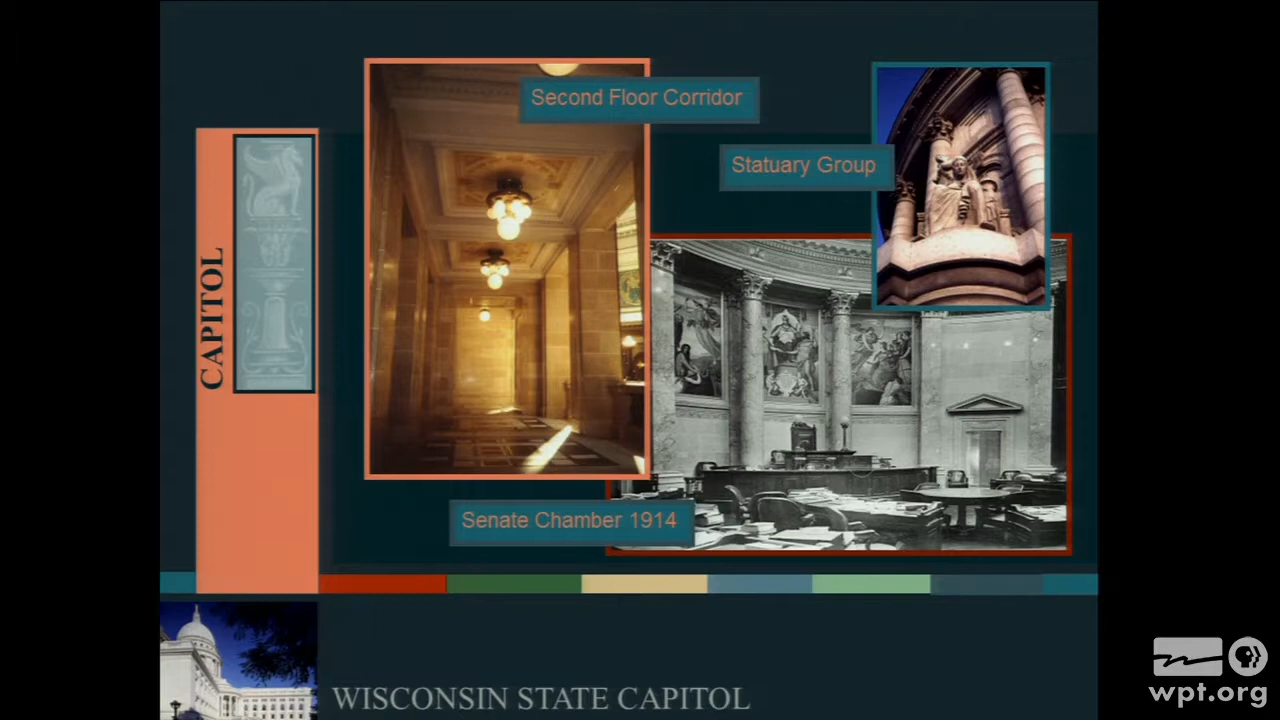 Second Floor Corridor
Statuary Group
CAPITOL
Senate Chamber 1914
WISCONSIN STATE CAPITOL
wpt.org